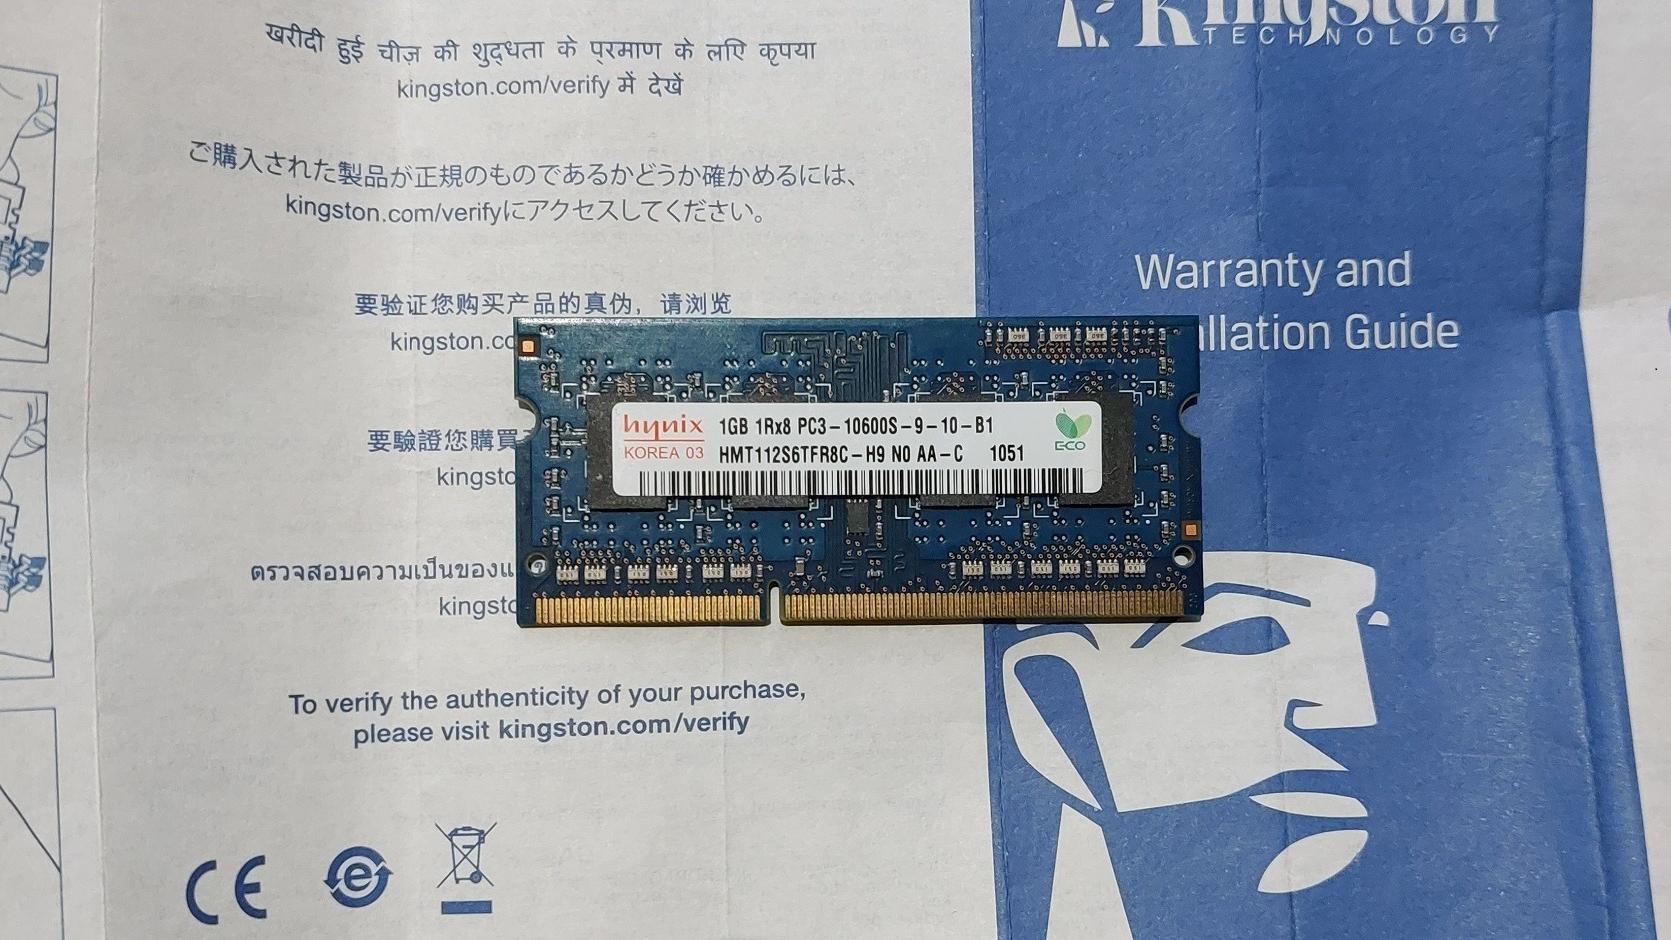 खरीदी हुई चीज़ की शुद्धता के प्रमाण के लिए कृपया
kingston.com/verify में देखें
ご購入された製品が正規のものであるかどうか確かめるには、
kingston.com/verifyにアクセスしてください。
要验证您购买产品的真伪，请浏览
kingston.co
要驗證您購買
kingsto
ตรวจสอบความเป็นของแ
kingsto
To verify the authenticity of your purchase,
please visit kingston.com/verify
CE
e
Kingston
TECHNOLOGY
Warranty and
allation Guide
hynix
KOREA 03
1GB 1Rx8 PC3-10600S-9-10-B1
HMT112S6TFR8C-H9 N0 AA-C 1051
ECO